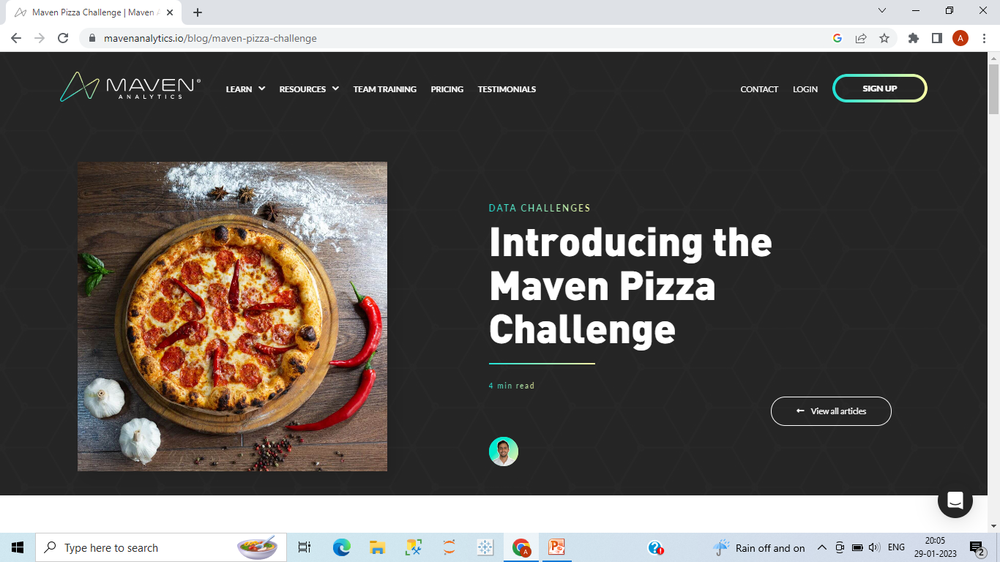 Maven Pizza Challenge | Maven A
mavenanalytics.io/blog/maven-pizza-challenge
A
MAVEN®
ANALYTICS
LEARN
RESOURCES
TEAM TRAINING
PRICING
TESTIMONIALS
CONTACT
LOGIN
SIGN UP
DATA CHALLENGES
Introducing the
Maven Pizza
Challenge
4 min read
View all articles
Type here to search
A
Rain off and on
ENG
20:05
29-01-2023
2